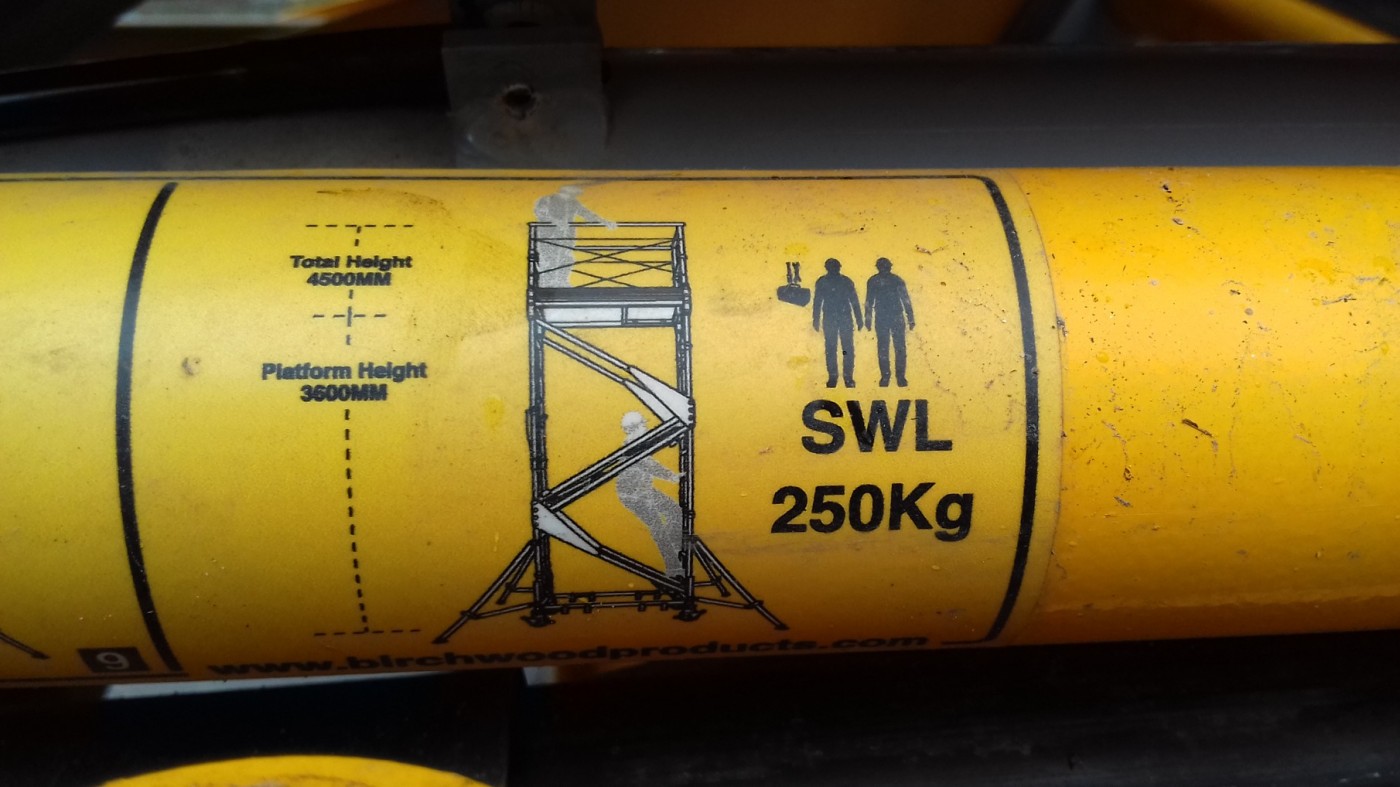 Total Height
4500MM
Platform Height
3600MM
SWL
250Kg
9
www.birchwoodproducts.com